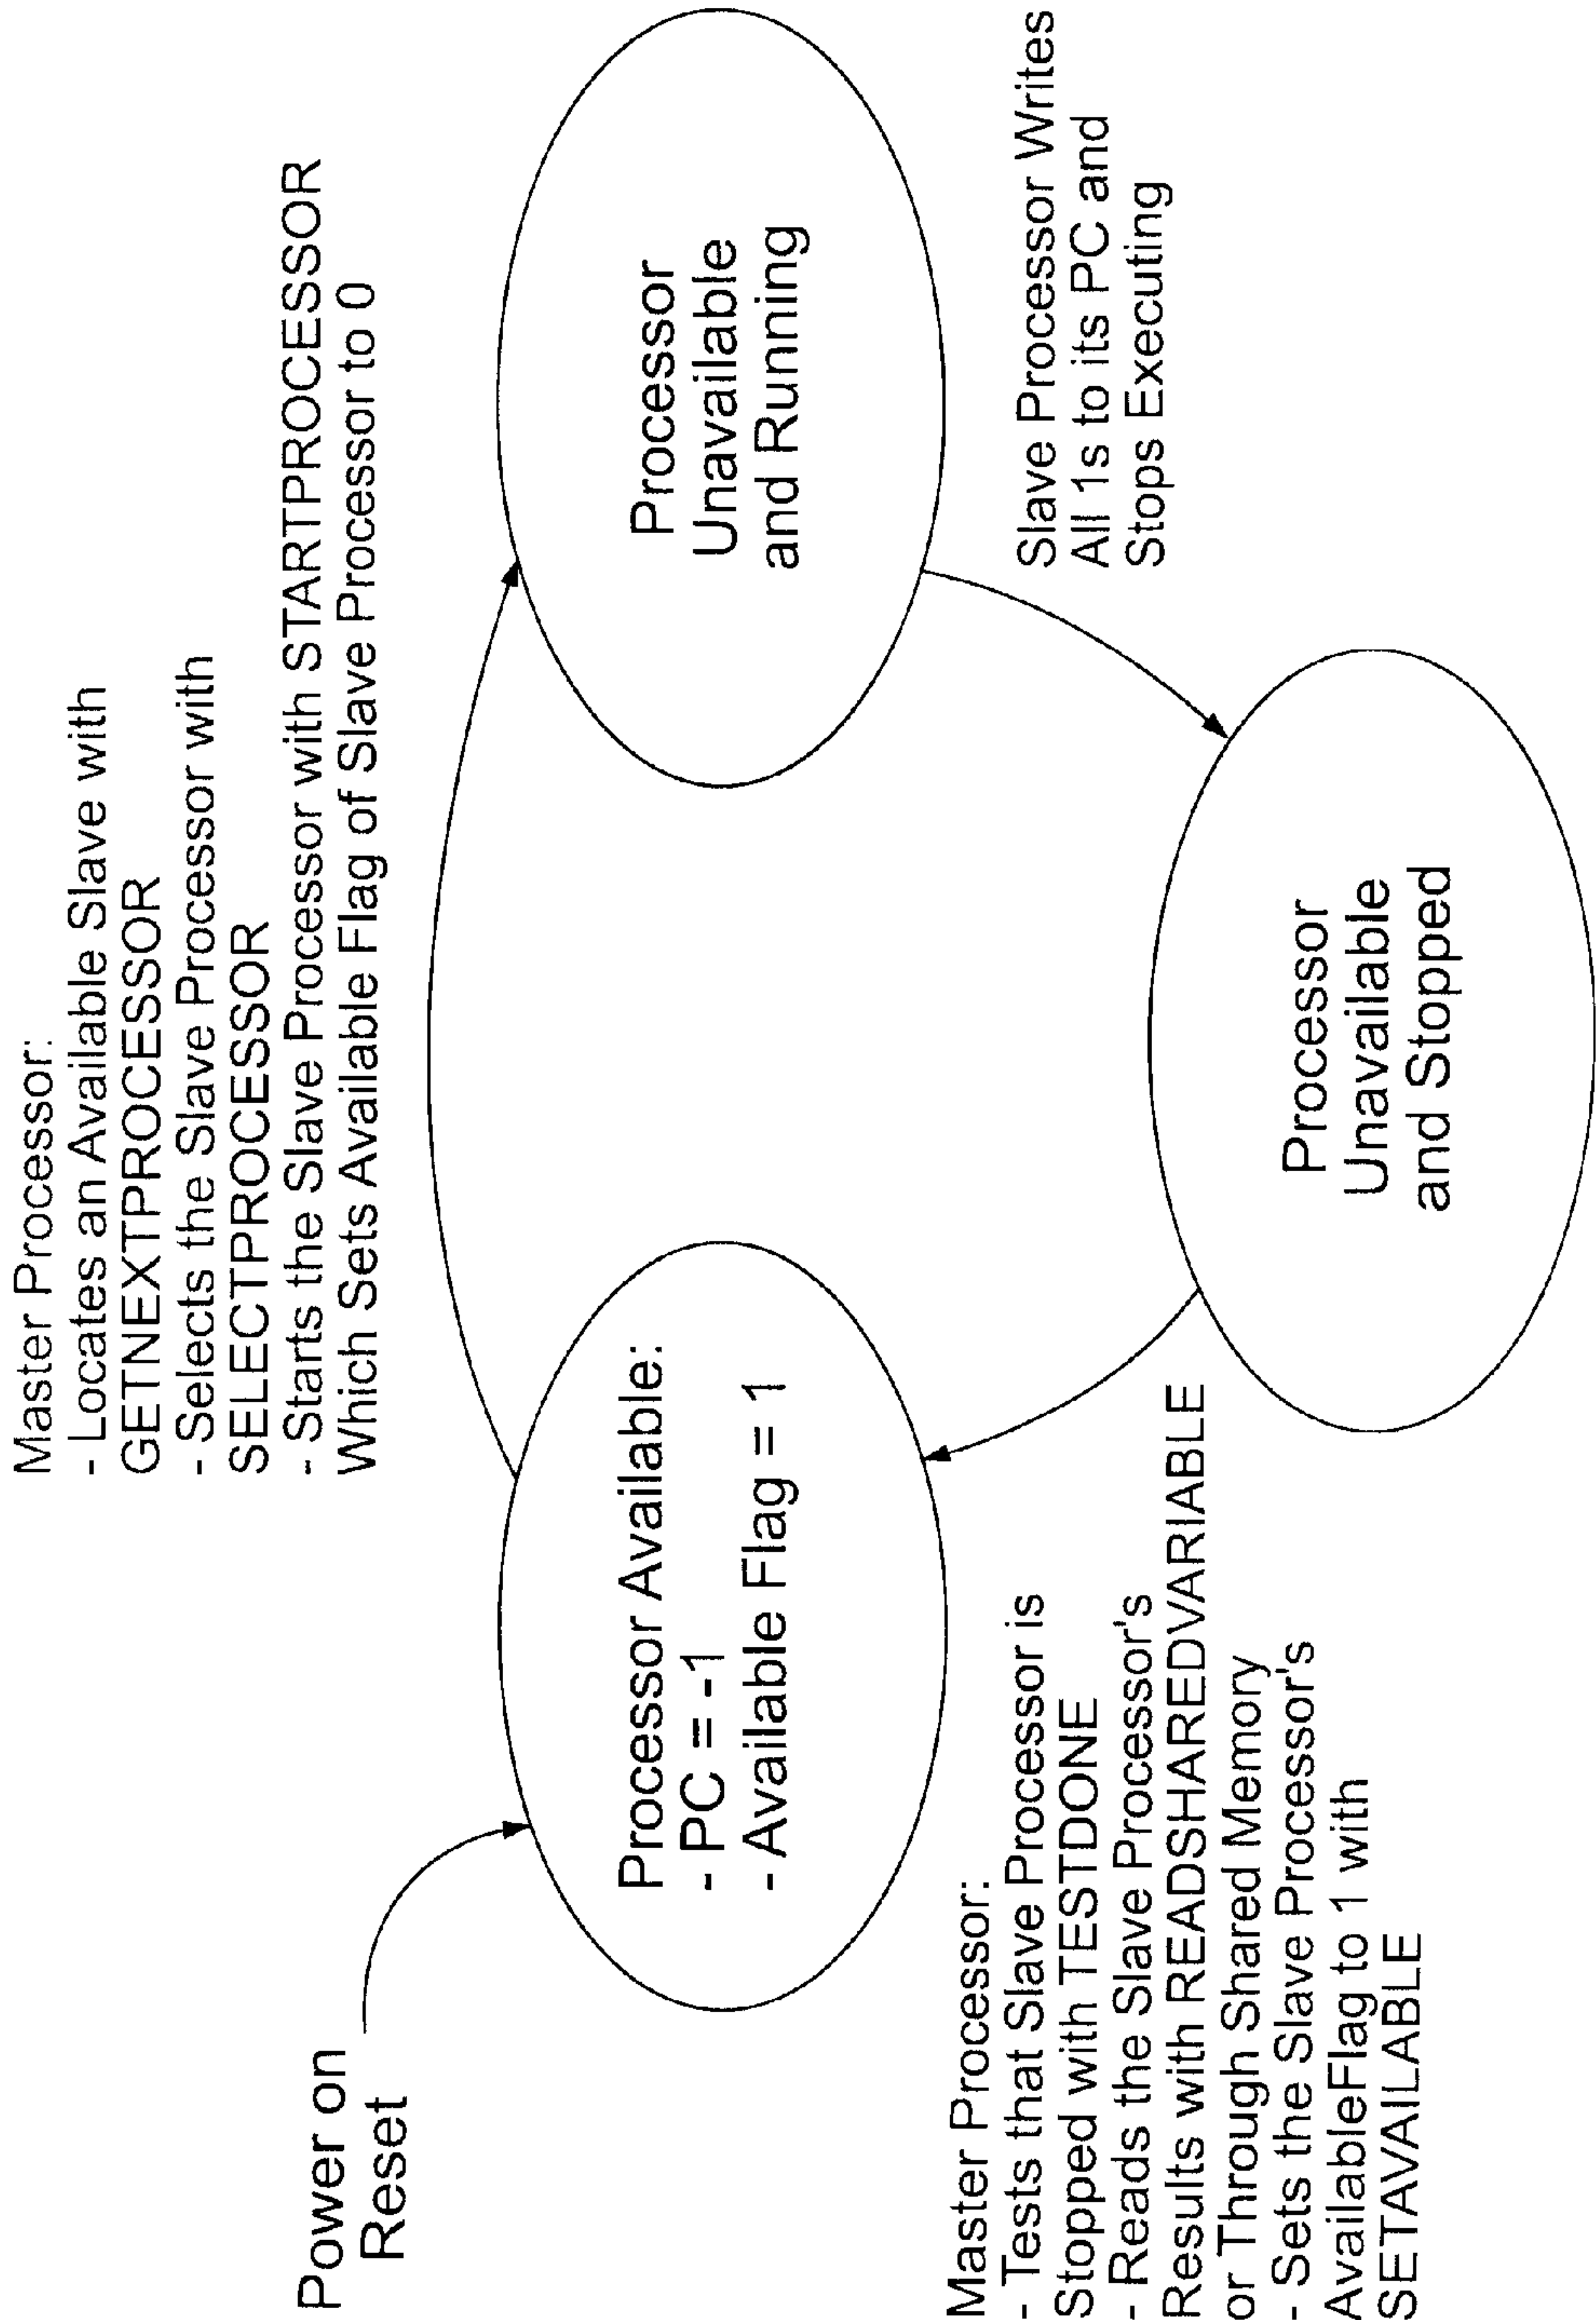 Master Processor:
- Locates an Available Slave with
GETNEXTPROCESSOR
- Selects the Slave Processor with
SELECTPROCESSOR
- Starts the Slave Processor with STARTPROCESSOR
Which Sets Available Flag of Slave Processor to 0
Power on
Reset
Processor Available:
- PC = -1
- Available Flag = 1
Processor
Unavailable
and Running
Slave Processor Writes
All 1s to its PC and
Stops Executing
Processor
Unavailable
and Stopped
Master Processor:
- Tests that Slave Processor is
Stopped with TESTDONE
- Reads the Slave Processor's
Results with READSHAREDVARIABLE
or Through Shared Memory
- Sets the Slave Processor's
AvailableFlag to 1 with
SETAVAILABLE